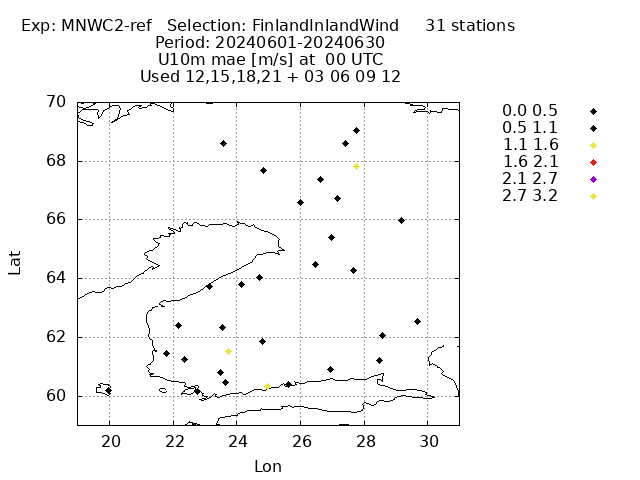 Exp: MNWC2-ref   Selection: FinlandInlandWind     31 stations
Period: 20240601-20240630
U10m mae [m/s] at  00 UTC
Used 12,15,18,21 + 03 06 09 12
0.0 0.5
0.5 1.1
1.1 1.6
1.6 2.1
2.1 2.7
2.7 3.2
70
68
66
64
62
60
Lat
20 22 24 26 28 30
Lon